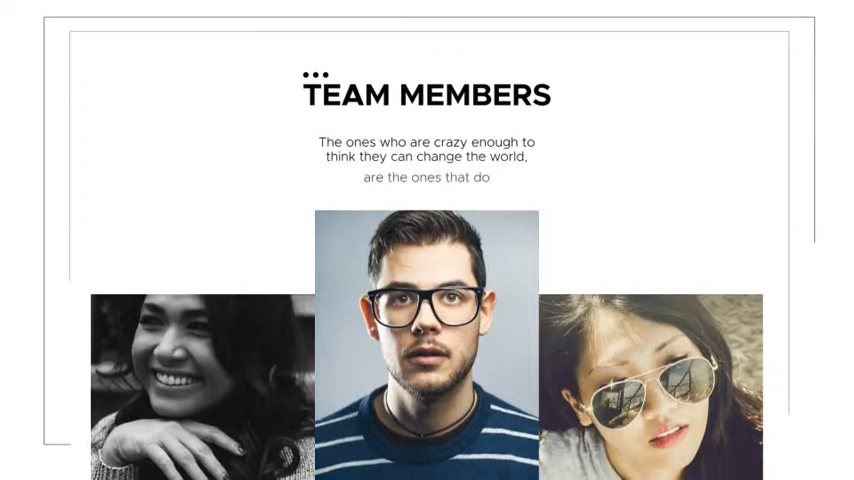 TEAM MEMBERS
The ones who are crazy enough to
think they can change the world,
are the ones that do